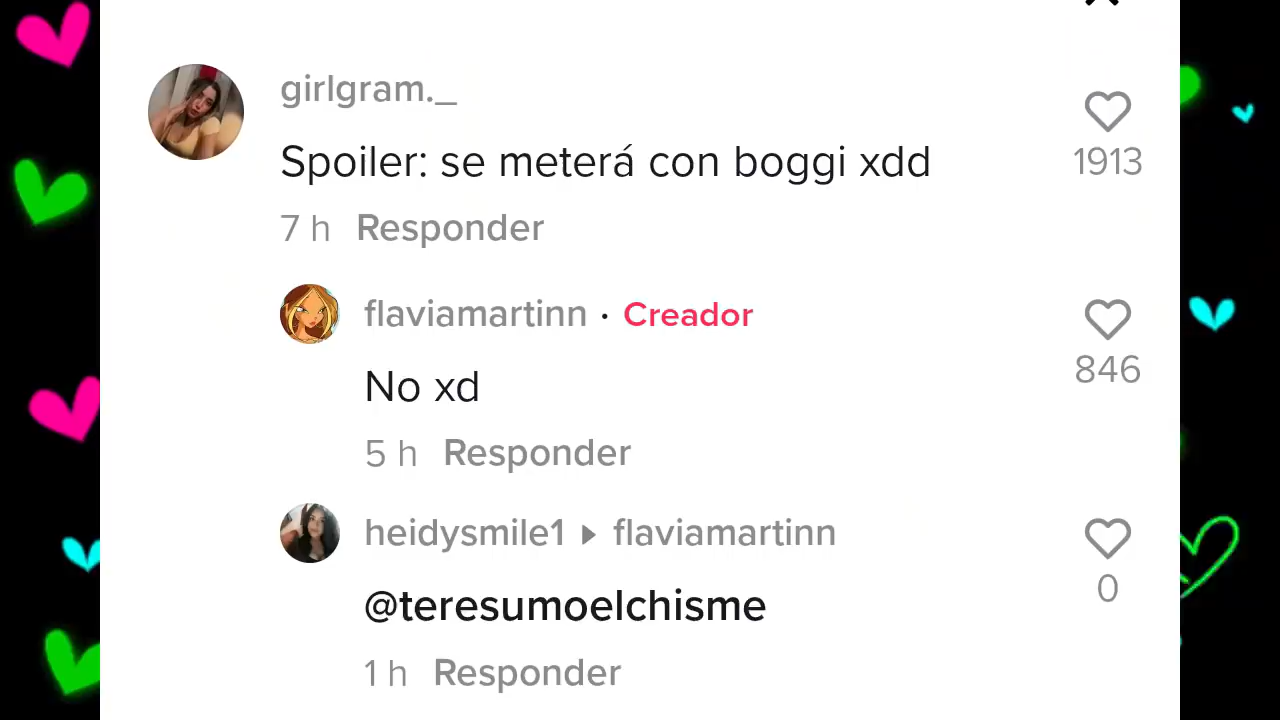 girlgram._
Spoiler: se meterá con boggi xdd
1913
7 h Responder
flaviamartinn · Creador
No xd
846
5 h Responder
heidysmile1 ▸ flaviamartinn
@teresumoelchisme
0
1 h Responder